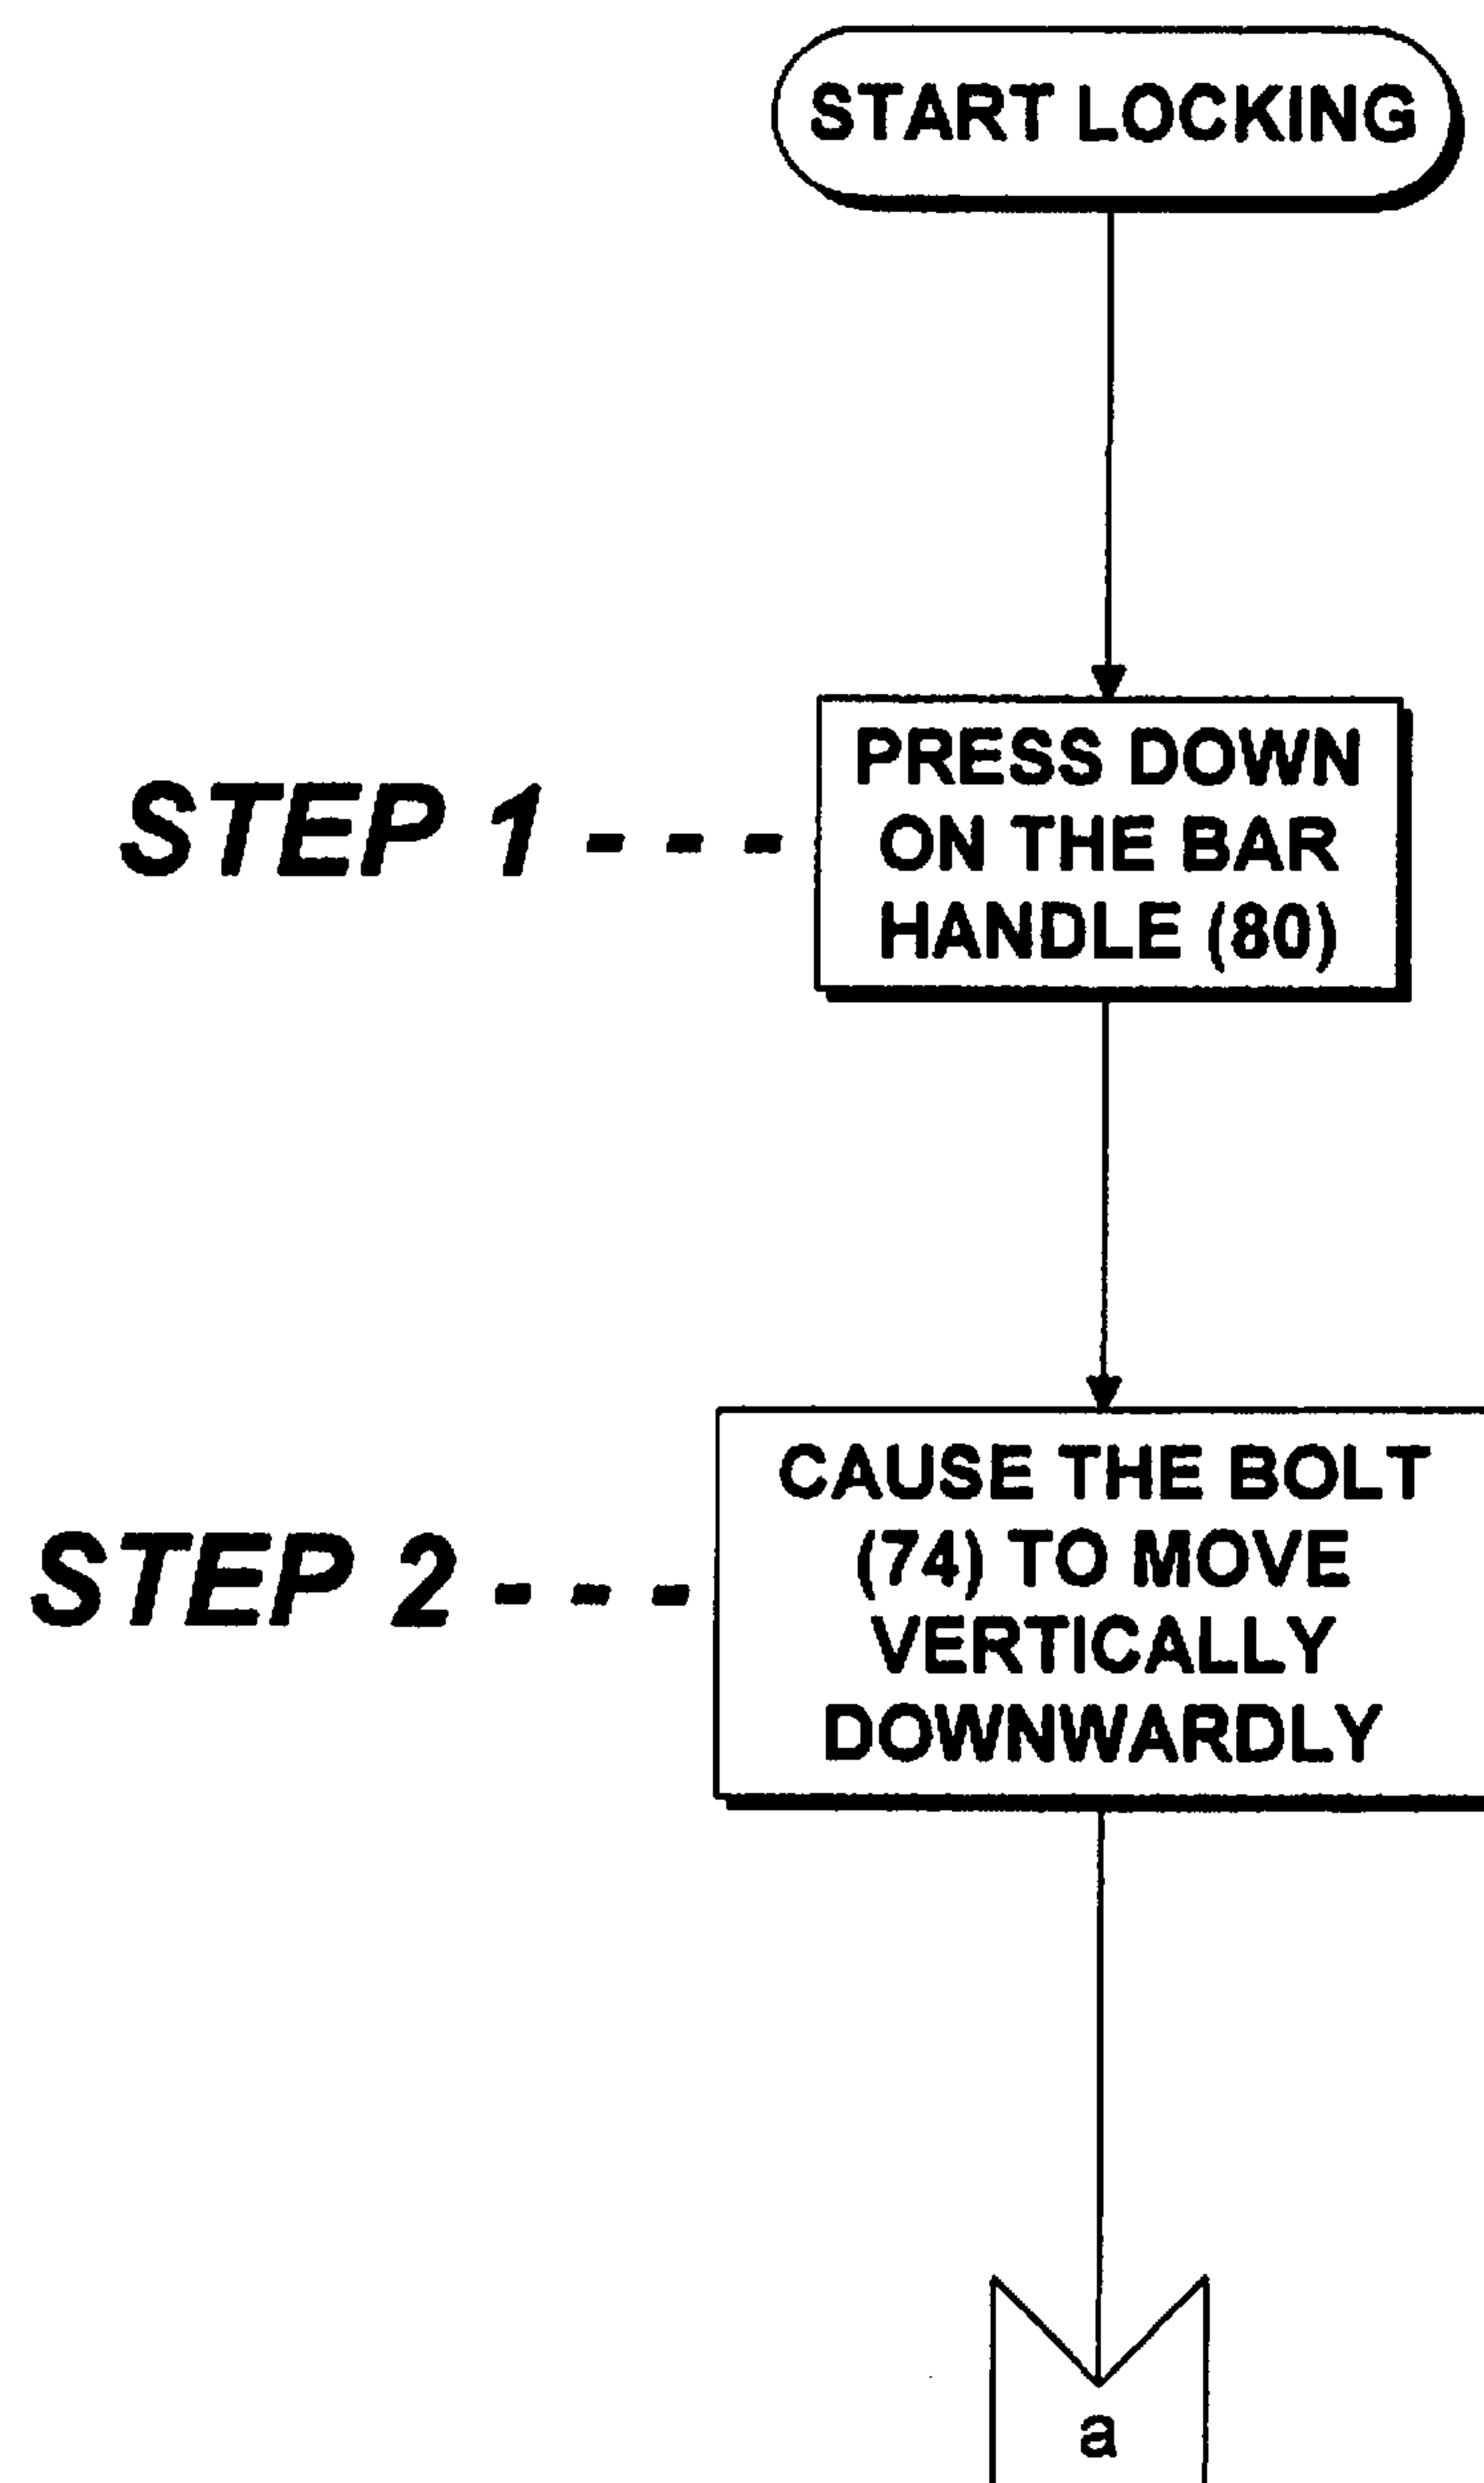 START LOCKING
STEP 1 - - -
PRESS DOWN
ON THE BAR
HANDLE (80)
STEP 2 - - -
CAUSE THE BOLT
(74) TO MOVE
VERTICALLY
DOWNWARDLY
a